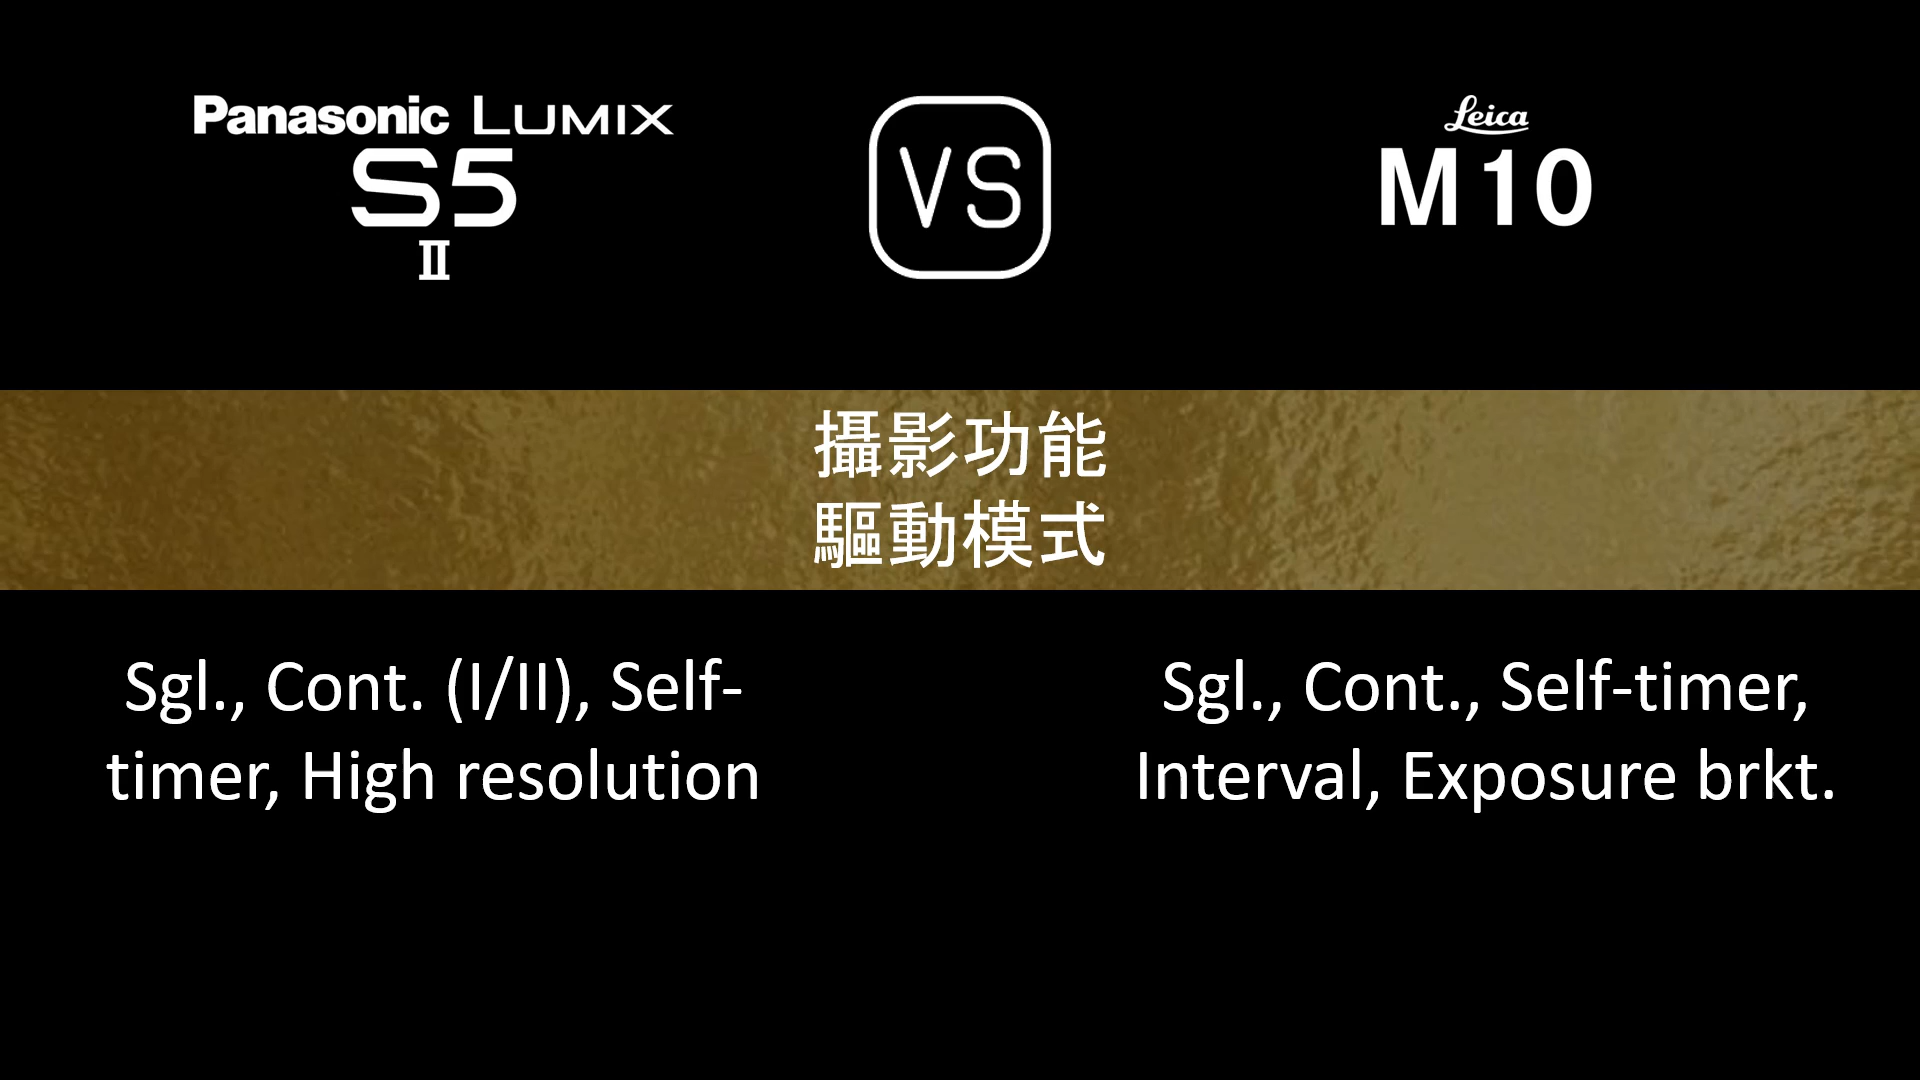 Panasonic LUMIX
S5
II
VS
Leica
M10
攝影功能
驅動模式
Sgl., Cont. (I/II), Self-
timer, High resolution
Sgl., Cont., Self-timer,
Interval, Exposure brkt.